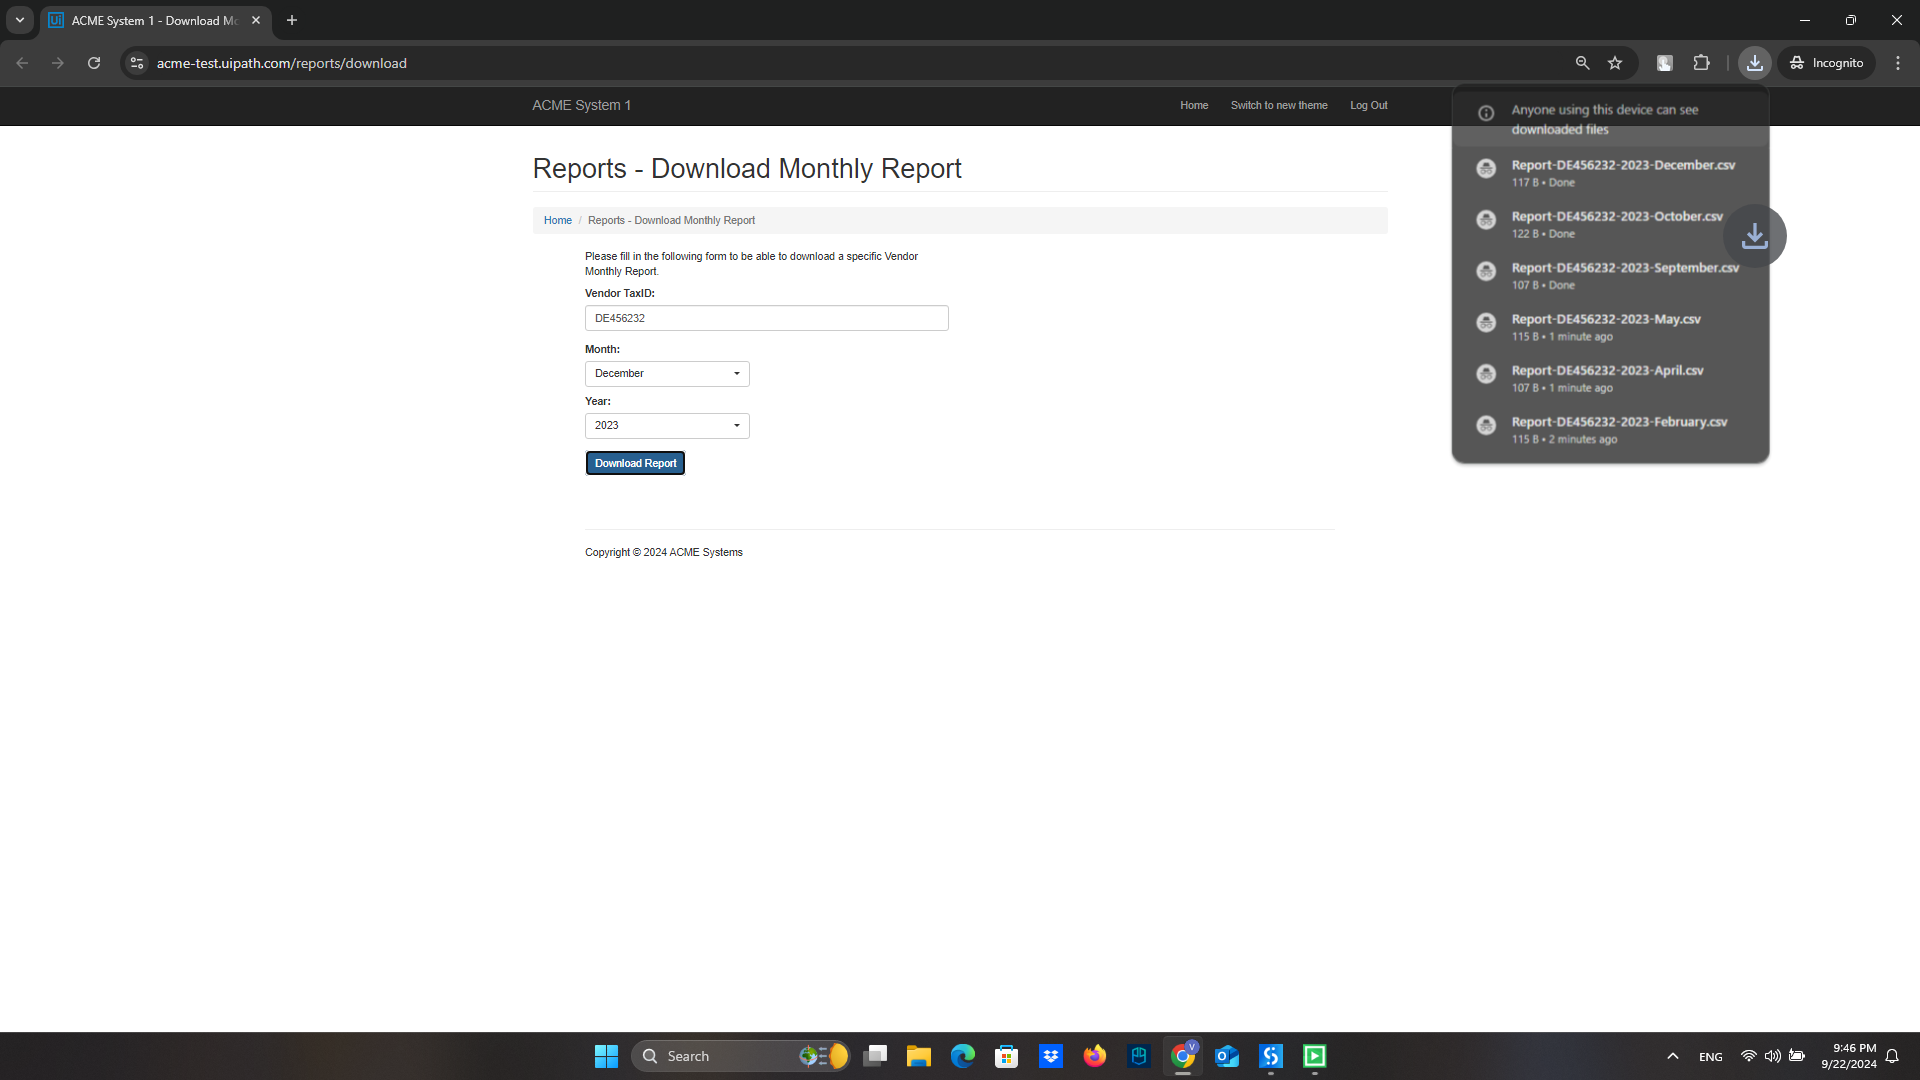 ACME System 1 - Download Mo
acme-test.uipath.com/reports/download
Incognito
ACME System 1
Home
Switch to new theme
Log Out
Anyone using this device can see
downloaded files
Report-DE456232-2023-December.csv
117 B • Done
Report-DE456232-2023-October.csv
122 B • Done
Report-DE456232-2023-September.csv
107 B • Done
Report-DE456232-2023-May.csv
115 B • 1 minute ago
Report-DE456232-2023-April.csv
107 B • 1 minute ago
Report-DE456232-2023-February.csv
115 B • 2 minutes ago
Reports - Download Monthly Report
Home / Reports - Download Monthly Report
Please fill in the following form to be able to download a specific Vendor
Monthly Report.
Vendor TaxID:
DE456232
Month:
December
Year:
2023
Download Report
Copyright © 2024 ACME Systems
Search
ENG
9:46 PM
9/22/2024